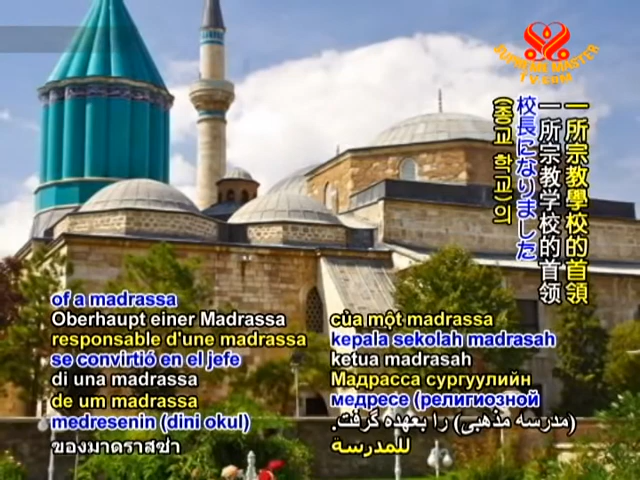 SUPREME MASTER
TV.COM
一所宗教學校的首領
一所宗教学校的首领
校長になりました
(종교 학교)의
of a madrassa
Oberhaupt einer Madrassa
responsable d'une madrassa
se convirtió en el jefe
di una madrassa
de um madrassa
medresenin (dini okul)
ของมาดราสซ่า
của một madrassa
kepala sekolah madrasah
ketua madrasah
Мадрасса сургуулийн
медресе (религиозной
(مدرسه مذهبی) را بعهده گرفت.
للمدرسة